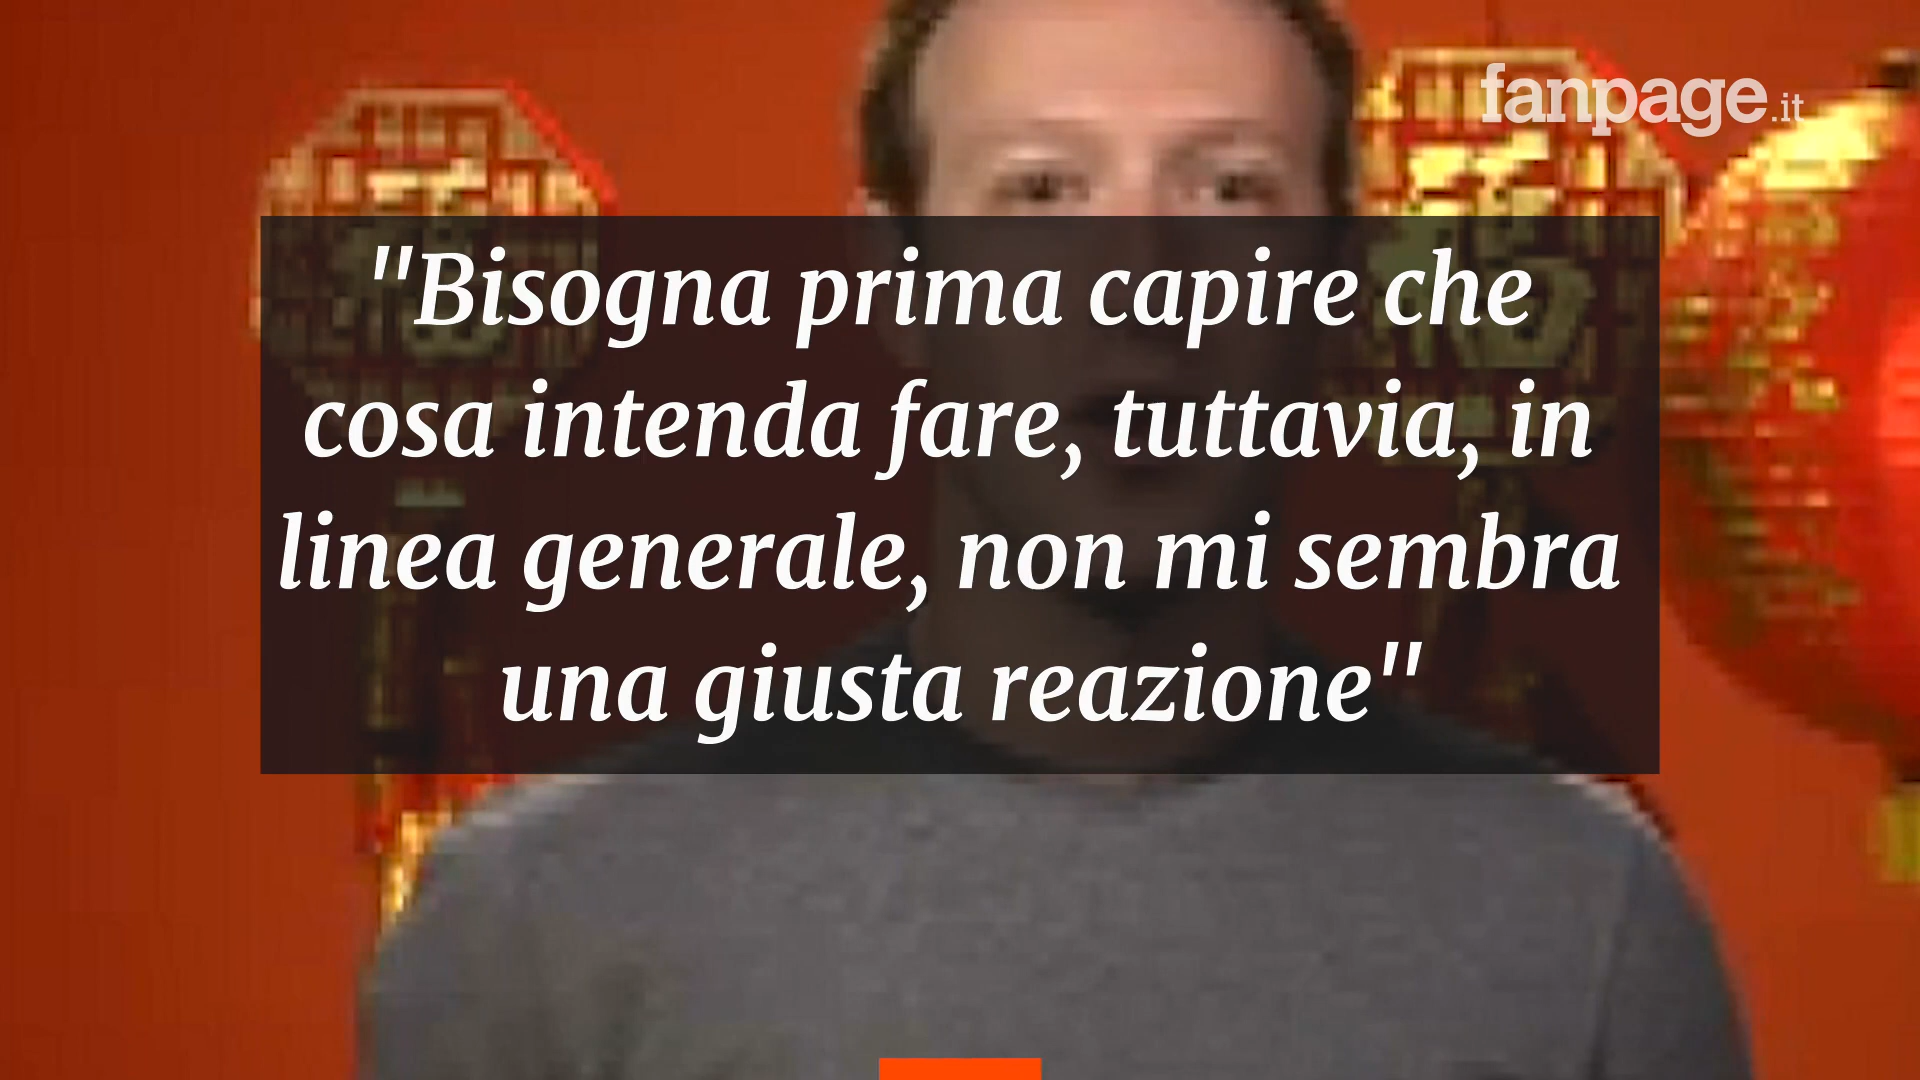 fanpage.it
"Bisogna prima capire che
cosa intenda fare, tuttavia, in
linea generale, non mi sembra
una giusta reazione"